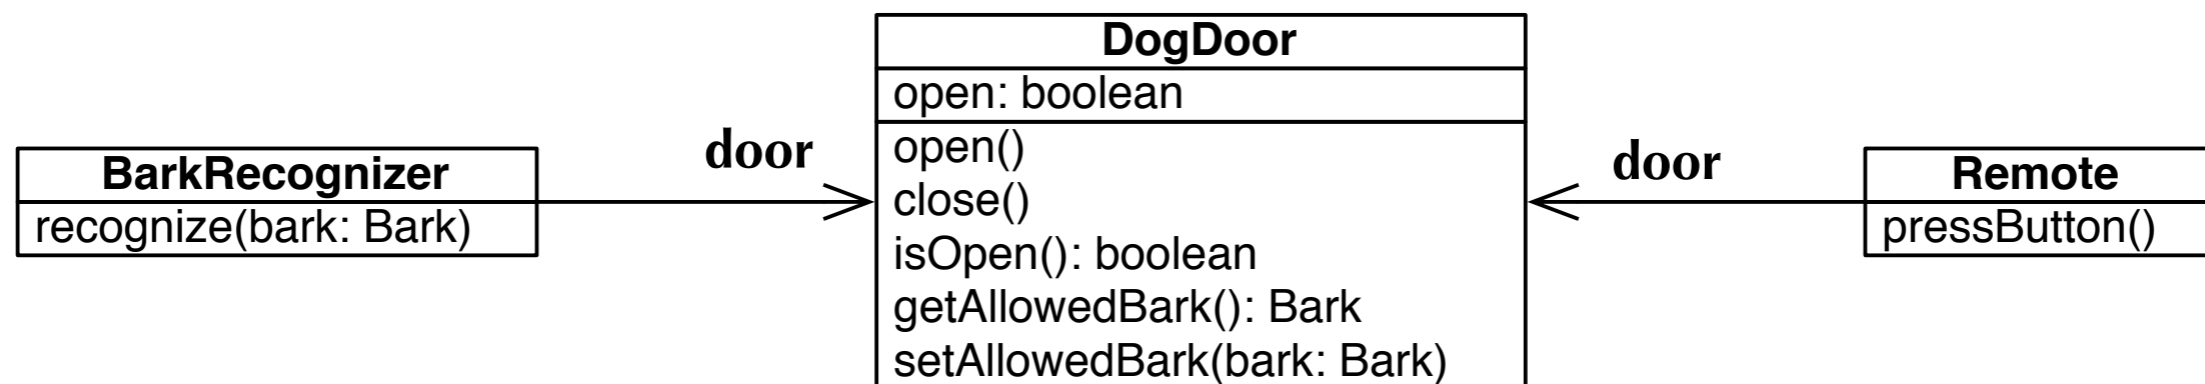 DogDoor
open: boolean
open()
close()
isOpen(): boolean
getAllowedBark(): Bark
setAllowedBark(bark: Bark)
door
BarkRecognizer
recognize(bark: Bark)
door
Remote
pressButton()